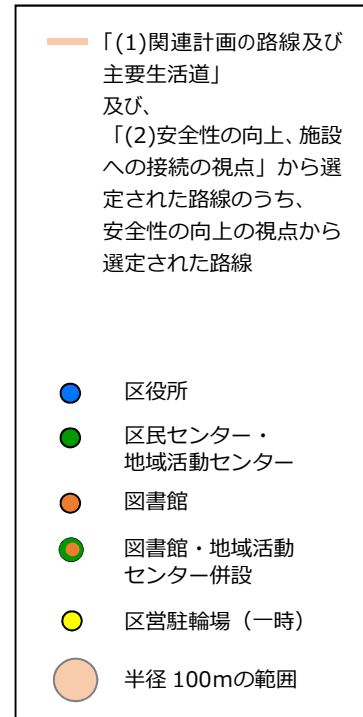 「(1)関連計画の路線及び
主要生活道」
及び、
「(2)安全性の向上、施設
への接続の視点」から選
定された路線のうち、
安全性の向上の視点から
選定された路線
区役所
区民センター・
地域活動センター
図書館
図書館・地域活動
センター併設
区営駐輪場（一時）
半径 100mの範囲